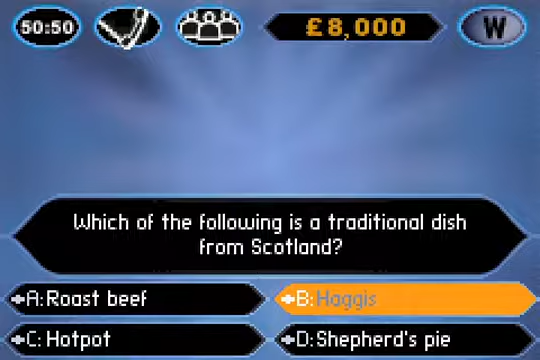 50:50
£8,000
W
Which of the following is a traditional dish
from Scotland?
A:Roast beef
B:Haggis
C:Hotpot
D:Shepherd's pie